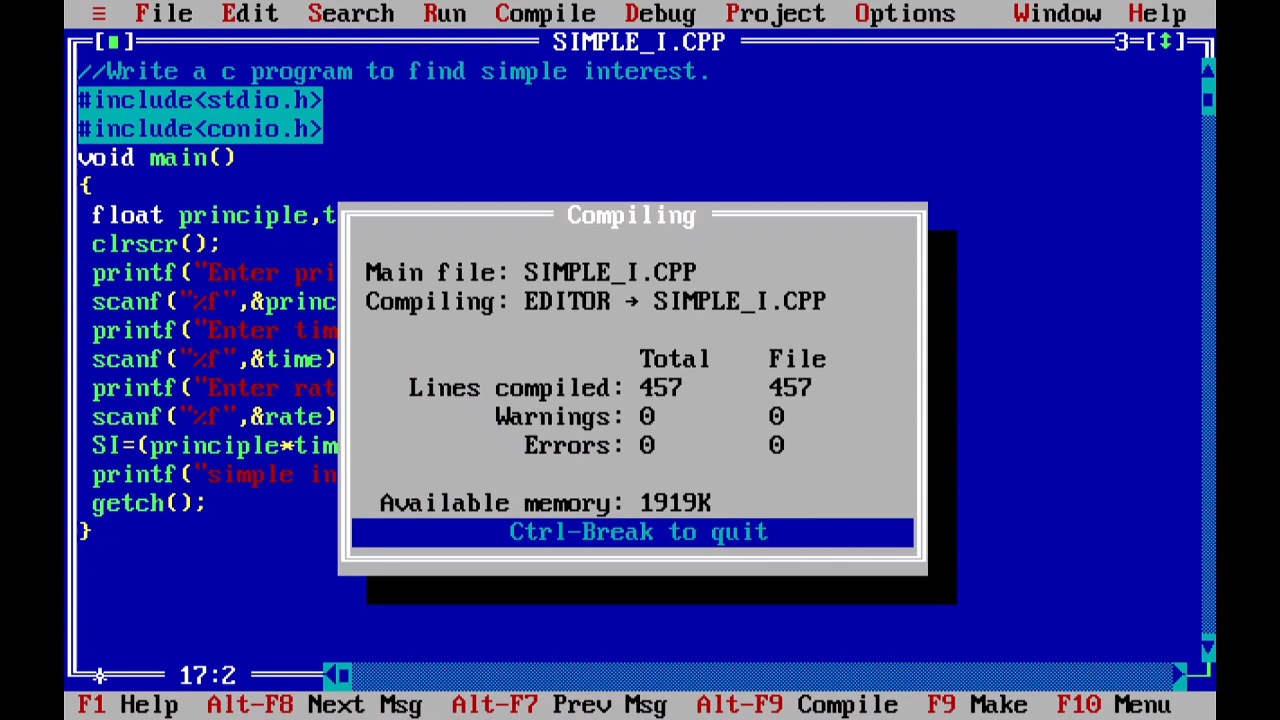 ≡ File Edit Search Run Compile Debug Project Options Window Help
[■] SIMPLE_I.CPP 3=[↕]
//Write a c program to find simple interest.
#include<stdio.h>
#include<conio.h>
void main()
{
float principle,t
clrscr();
printf("Enter pri
scanf("%f",&princ
printf("Enter tim
scanf("%f",&time)
printf("Enter rat
scanf("%f",&rate)
SI=(principle*tim
printf("simple in
getch();
}
Compiling
Main file: SIMPLE_I.CPP
Compiling: EDITOR → SIMPLE_I.CPP
Total File
Lines compiled: 457 457
Warnings: 0 0
Errors: 0 0
Available memory: 1919K
Ctrl-Break to quit
17:2
F1 Help Alt-F8 Next Msg Alt-F7 Prev Msg Alt-F9 Compile F9 Make F10 Menu